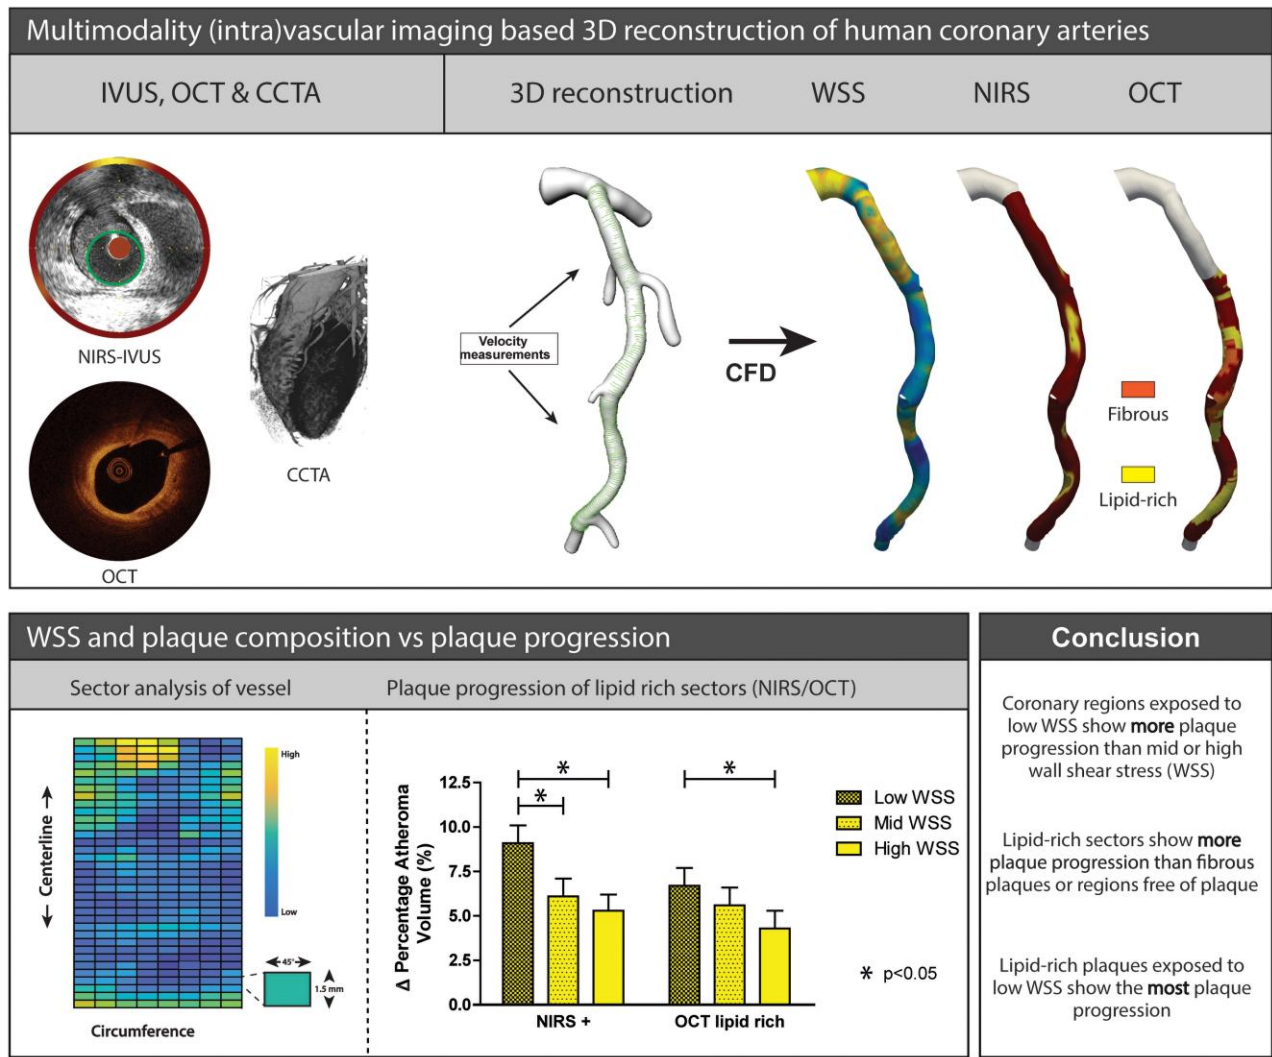 Multimodality (intra)vascular imaging based 3D reconstruction of human coronary arteries
IVUS, OCT & CCTA
3D reconstruction
WSS
NIRS
OCT
NIRS-IVUS
OCT
CCTA
Velocity
measurements
CFD
Fibrous
Lipid-rich
WSS and plaque composition vs plaque progression
Sector analysis of vessel
Plaque progression of lipid rich sectors (NIRS/OCT)
Centerline
High
Low
45°
1.5 mm
Circumference
Δ Percentage Atheroma
Volume (%)
12.5
10.0
7.5
5.0
2.5
0.0
*
*
*
NIRS +
OCT lipid rich
Low WSS
Mid WSS
High WSS
* p<0.05
Conclusion
Coronary regions exposed to
low WSS show more plaque
progression than mid or high
wall shear stress (WSS)
Lipid-rich sectors show more
plaque progression than fibrous
plaques or regions free of plaque
Lipid-rich plaques exposed to
low WSS show the most plaque
progression